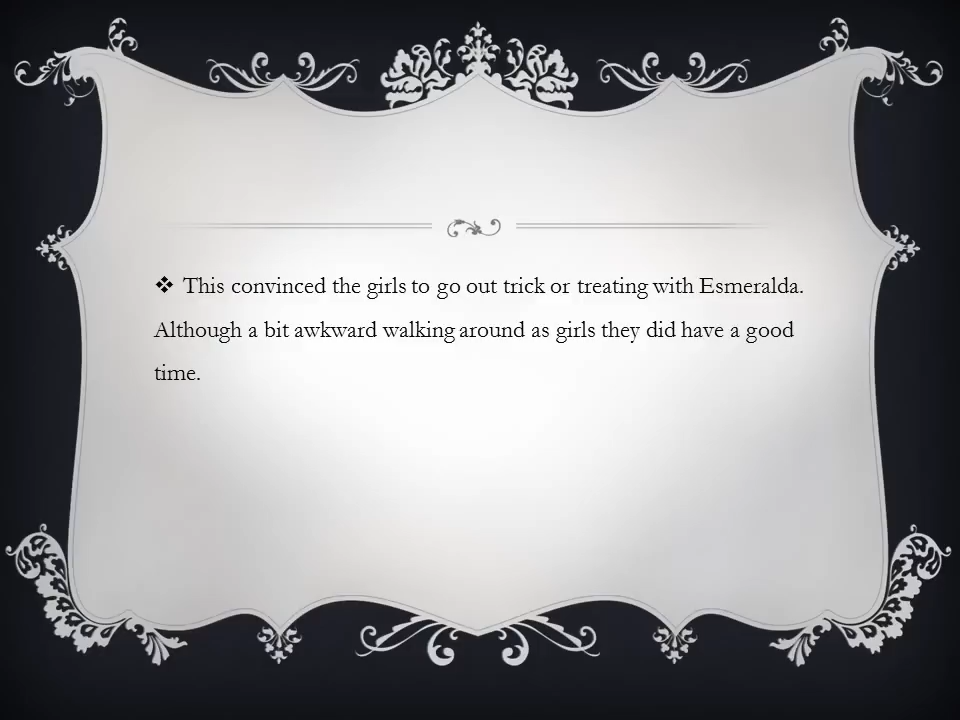 ❖ This convinced the girls to go out trick or treating with Esmeralda.
Although a bit awkward walking around as girls they did have a good
time.